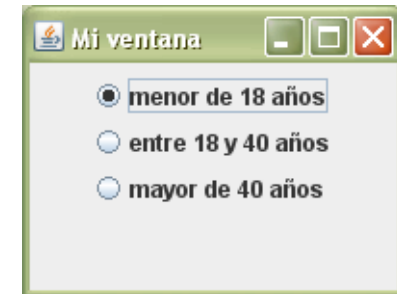 Mi ventana
menor de 18 años
entre 18 y 40 años
mayor de 40 años